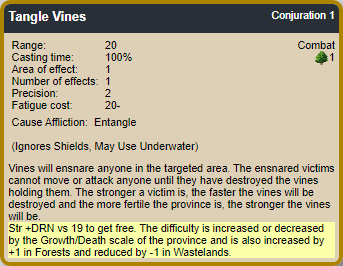 Tangle Vines Conjuration 1
Range: 20 Combat
Casting time: 100% 1
Area of effect: 1
Number of effects: 1
Precision: 2
Fatigue cost: 20-
Cause Affliction: Entangle
(Ignores Shields, May Use Underwater)
Vines will ensnare anyone in the targeted area. The ensnared victims
cannot move or attack anyone until they have destroyed the vines
holding them. The stronger a victim is, the faster the vines will be
destroyed and the more fertile the province is, the stronger the vines
will be.
Str +DRN vs 19 to get free. The difficulty is increased or decreased
by the Growth/Death scale of the province and is also increased by
+1 in Forests and reduced by -1 in Wastelands.